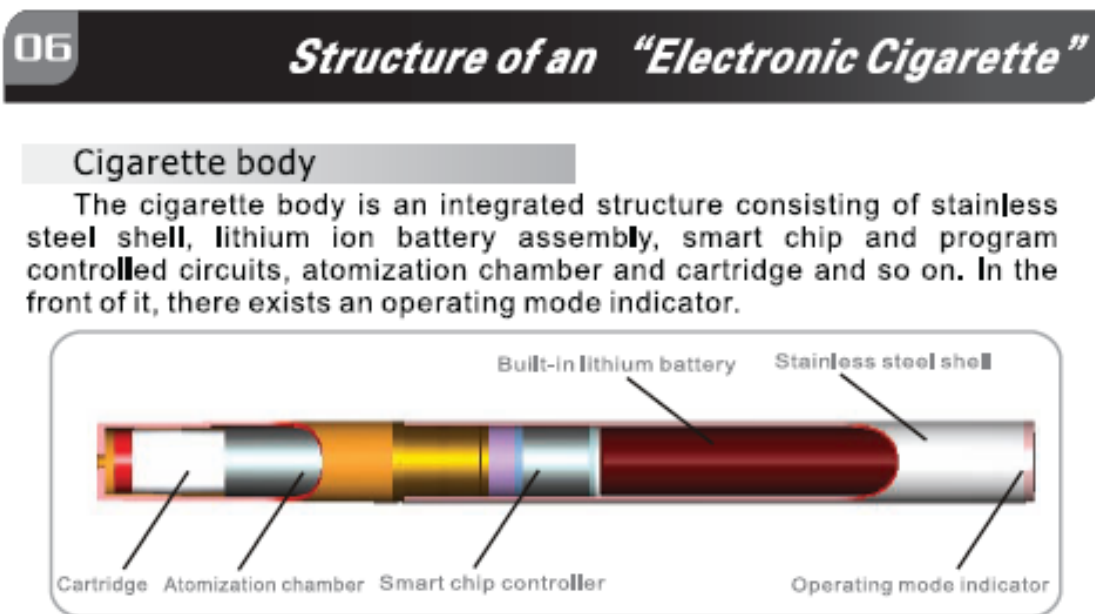 06
Structure of an “Electronic Cigarette”
Cigarette body
The cigarette body is an integrated structure consisting of stainless
steel shell, lithium ion battery assembly, smart chip and program
controlled circuits, atomization chamber and cartridge and so on. In the
front of it, there exists an operating mode indicator.
Built-in lithium battery
Stainless steel shell
Cartridge
Atomization chamber
Smart chip controller
Operating mode indicator